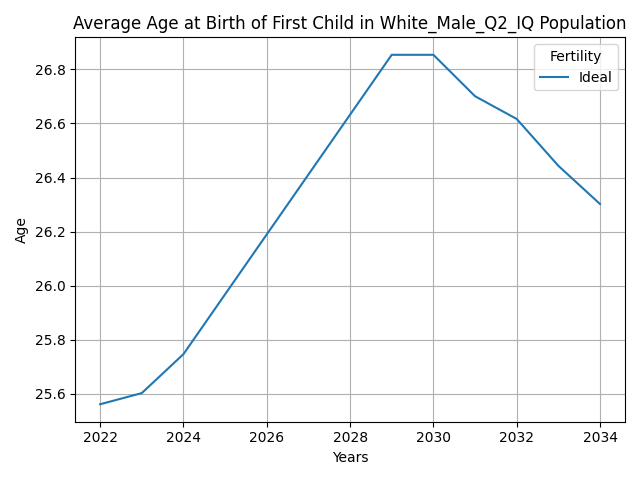 Average Age at Birth of First Child in White_Male_Q2_IQ Population
Fertility
Ideal
Age
26.8
26.6
26.4
26.2
26.0
25.8
25.6
2022 2024 2026 2028 2030 2032 2034
Years